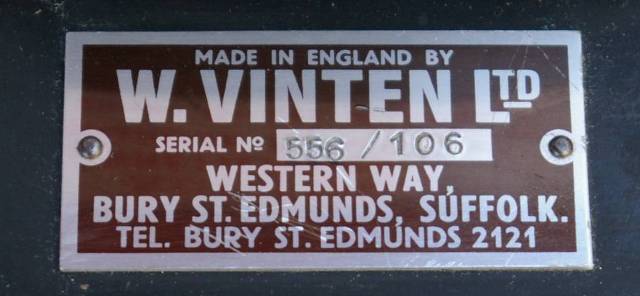 MADE IN ENGLAND BY
W. VINTEN LTD
SERIAL No 556/106
WESTERN WAY,
BURY ST. EDMUNDS, SUFFOLK.
TEL. BURY ST. EDMUNDS 2121